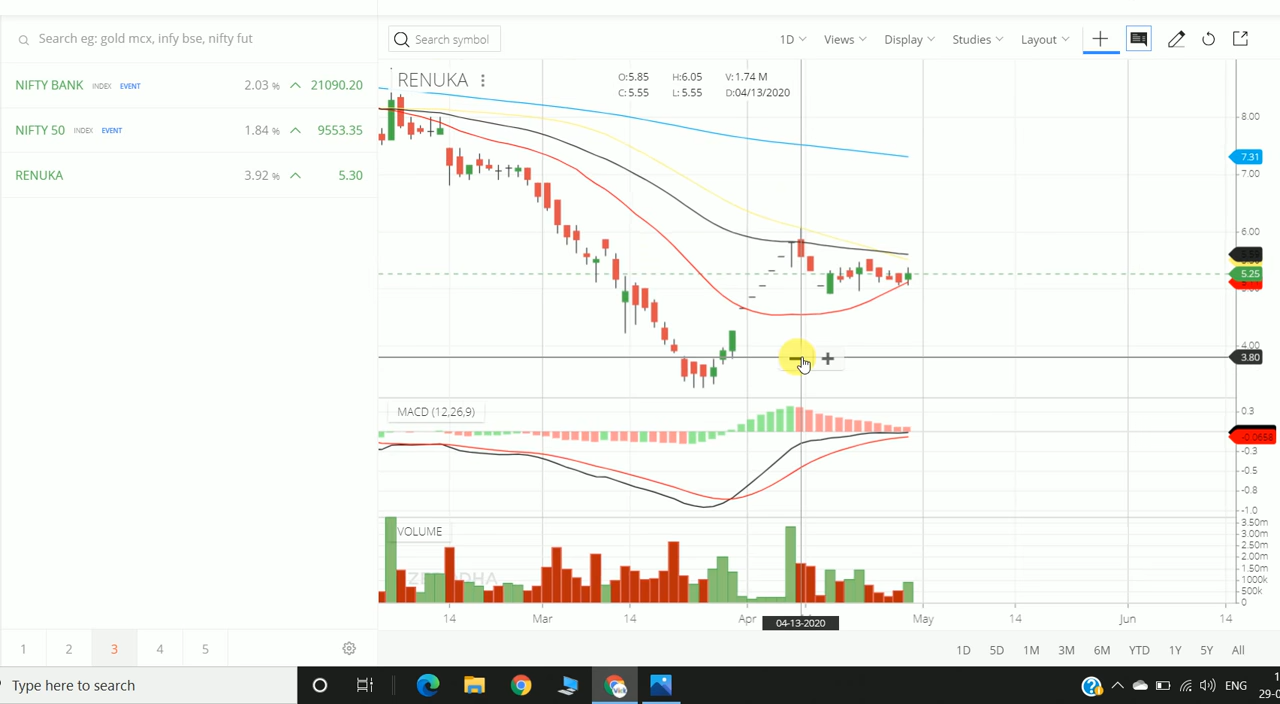 Search eg: gold mcx, infy bse, nifty fut
NIFTY BANK INDEX EVENT 2.03 % 21090.20
NIFTY 50 INDEX EVENT 1.84 % 9553.35
RENUKA 3.92 % 5.30
1 2 3 4 5
Search symbol 1D Views Display Studies Layout
RENUKA
O:5.85 H:6.05 V:1.74 M
C:5.55 L:5.55 D:04/13/2020
8.00
7.31
7.00
6.00
5.25
4.00
3.80
MACD (12,26,9)
0.3
-0.0658
-0.3
-0.5
-0.8
-1.0
VOLUME
3.50m
3.00m
2.50m
2.00m
1.50m
1000k
500k
0
14 Mar 14 Apr 04-13-2020 May 14 Jun 14
1D 5D 1M 3M 6M YTD 1Y 5Y All
Type here to search
ENG